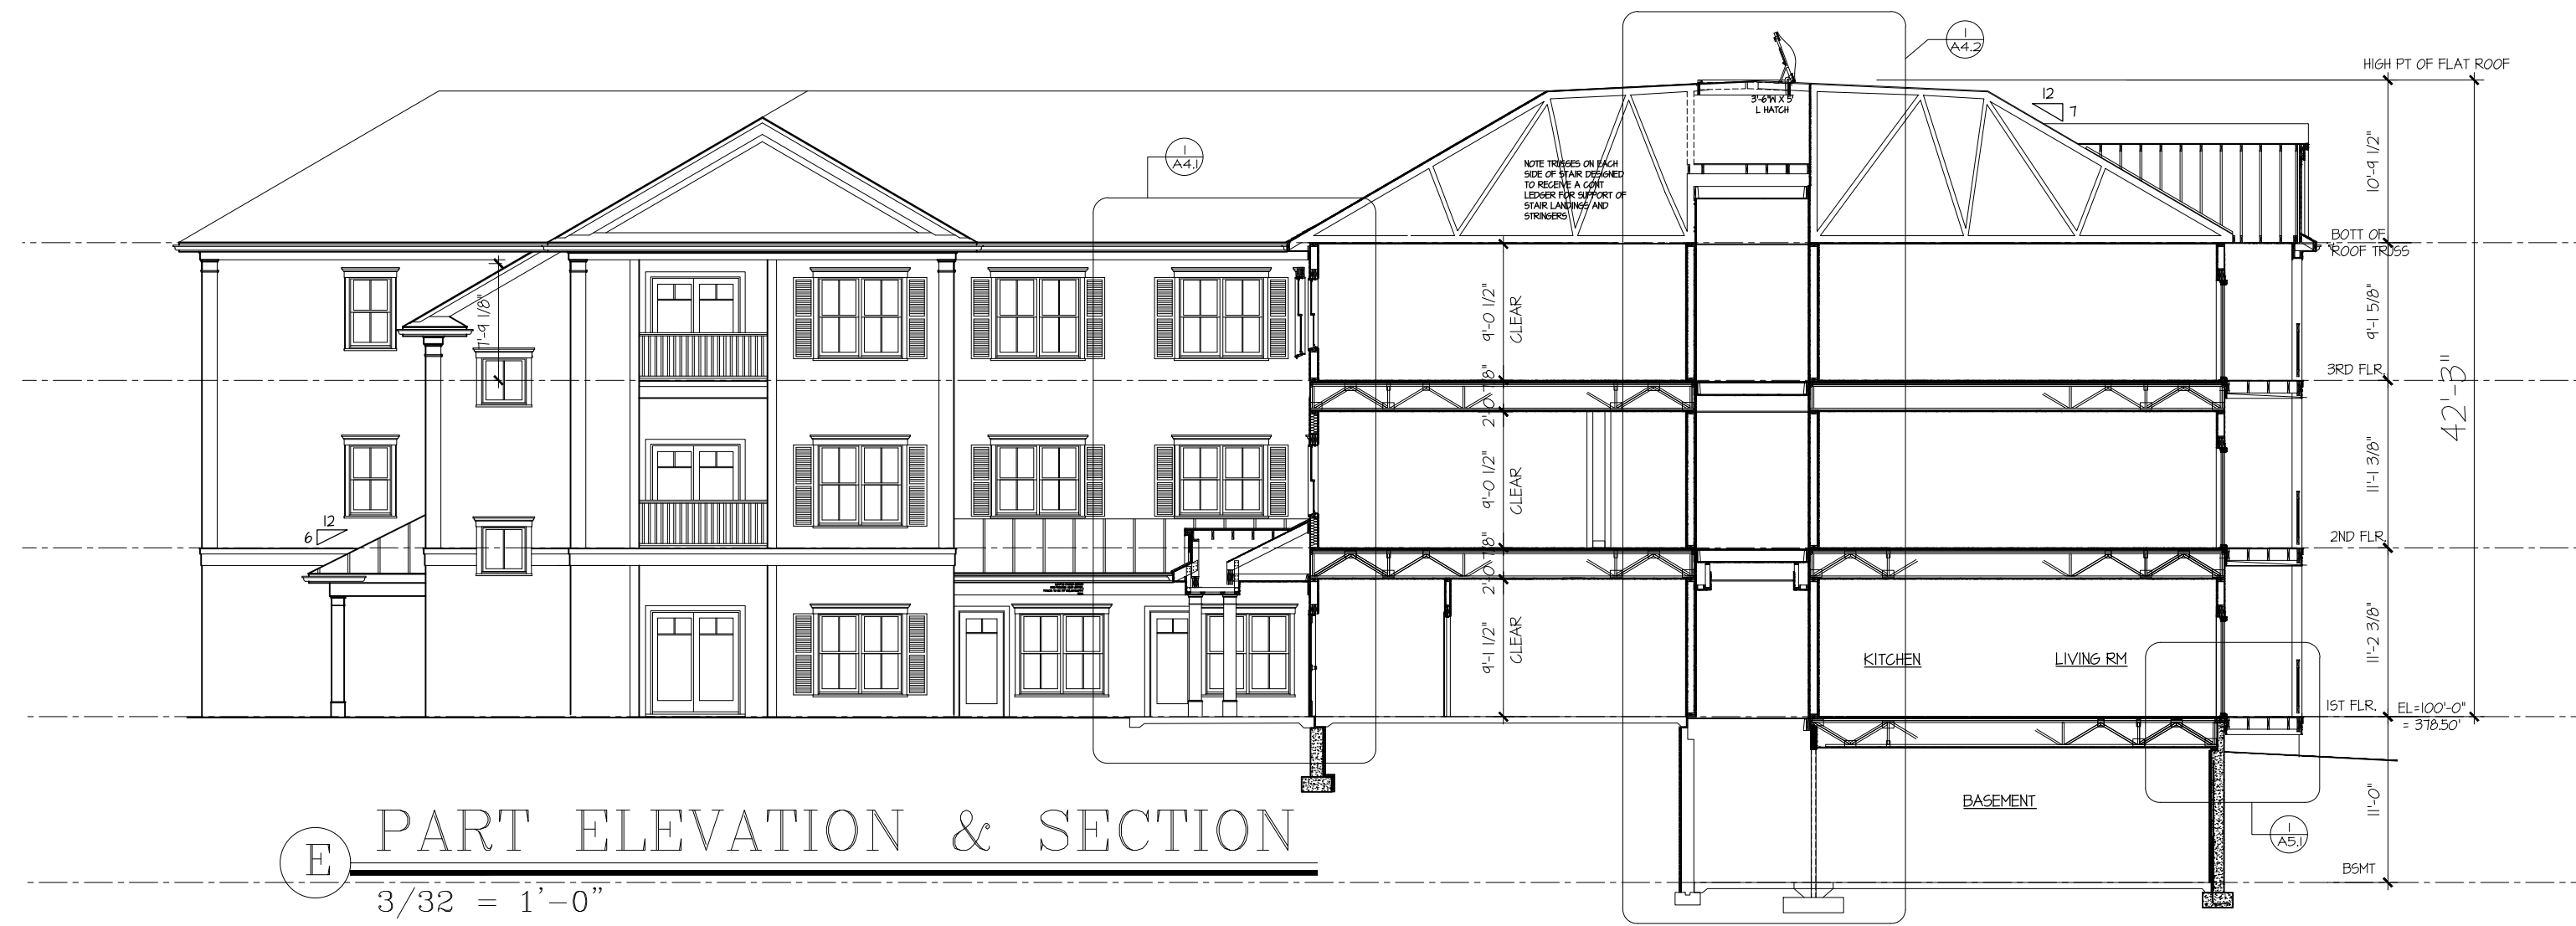 1
A4.2
HIGH PT OF FLAT ROOF
12
7
3'-6"W X 5'
L HATCH
1
A4.1
NOTE TRUSSES ON EACH
SIDE OF STAIR DESIGNED
TO RECEIVE A CONT
LEDGER FOR SUPPORT OF
STAIR LANDINGS AND
STRINGERS
10'-9 1/2"
BOTT OF
ROOF TRUSS
7'-9 1/8"
9'-0 1/2"
CLEAR
9'-1 5/8"
3RD FLR.
42'-3"
2'-0 7/8"
9'-0 1/2"
CLEAR
11'-1 3/8"
12
6
2ND FLR.
2'-0 7/8"
9'-1 1/2"
CLEAR
KITCHEN
LIVING RM
11'-2 3/8"
1ST FLR.
EL=100'-0"
= 378.50'
BASEMENT
11'-0"
1
A5.1
BSMT
E
PART ELEVATION & SECTION
3/32 = 1'-0"